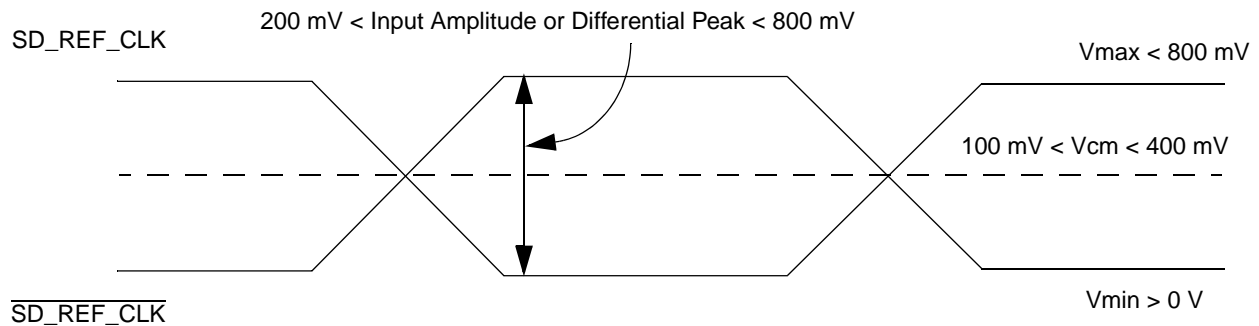 200 mV < Input Amplitude or Differential Peak < 800 mV
SD_REF_CLK
Vmax < 800 mV
100 mV < Vcm < 400 mV
Vmin > 0 V
SD_REF_CLK